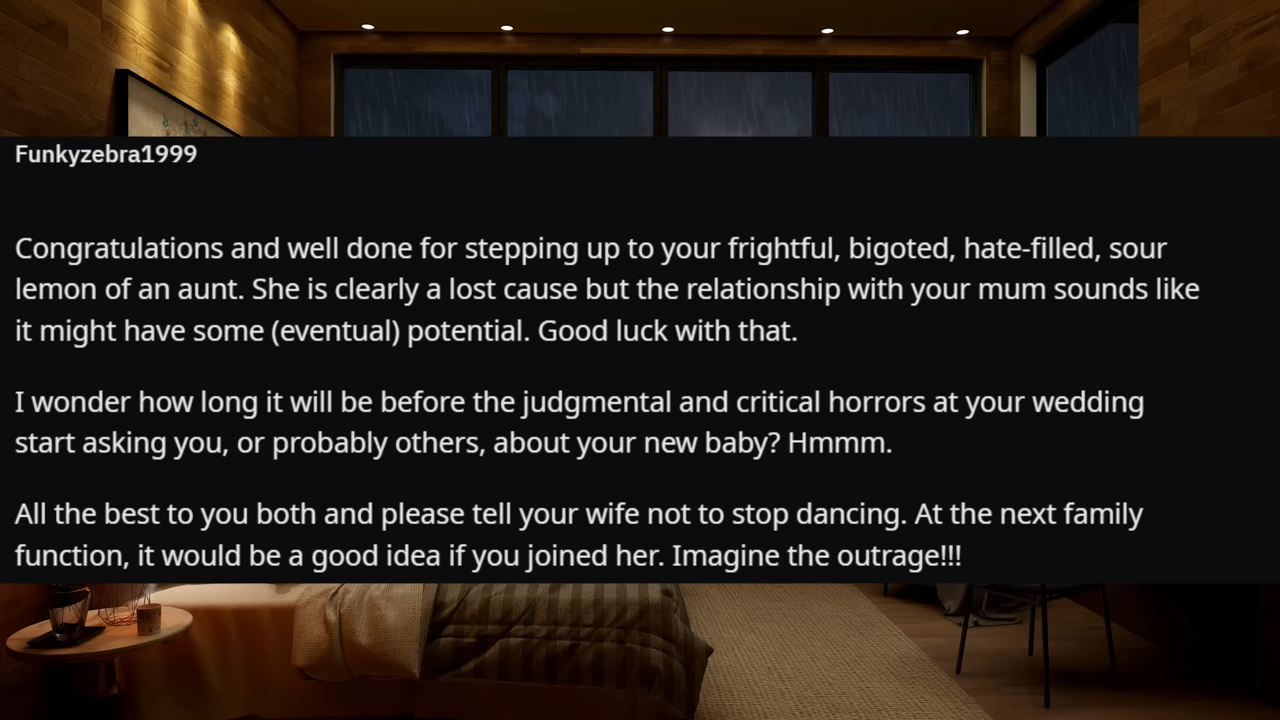 Funkyzebra1999
Congratulations and well done for stepping up to your frightful, bigoted, hate-filled, sour
lemon of an aunt. She is clearly a lost cause but the relationship with your mum sounds like
it might have some (eventual) potential. Good luck with that.
I wonder how long it will be before the judgmental and critical horrors at your wedding
start asking you, or probably others, about your new baby? Hmmm.
All the best to you both and please tell your wife not to stop dancing. At the next family
function, it would be a good idea if you joined her. Imagine the outrage!!!